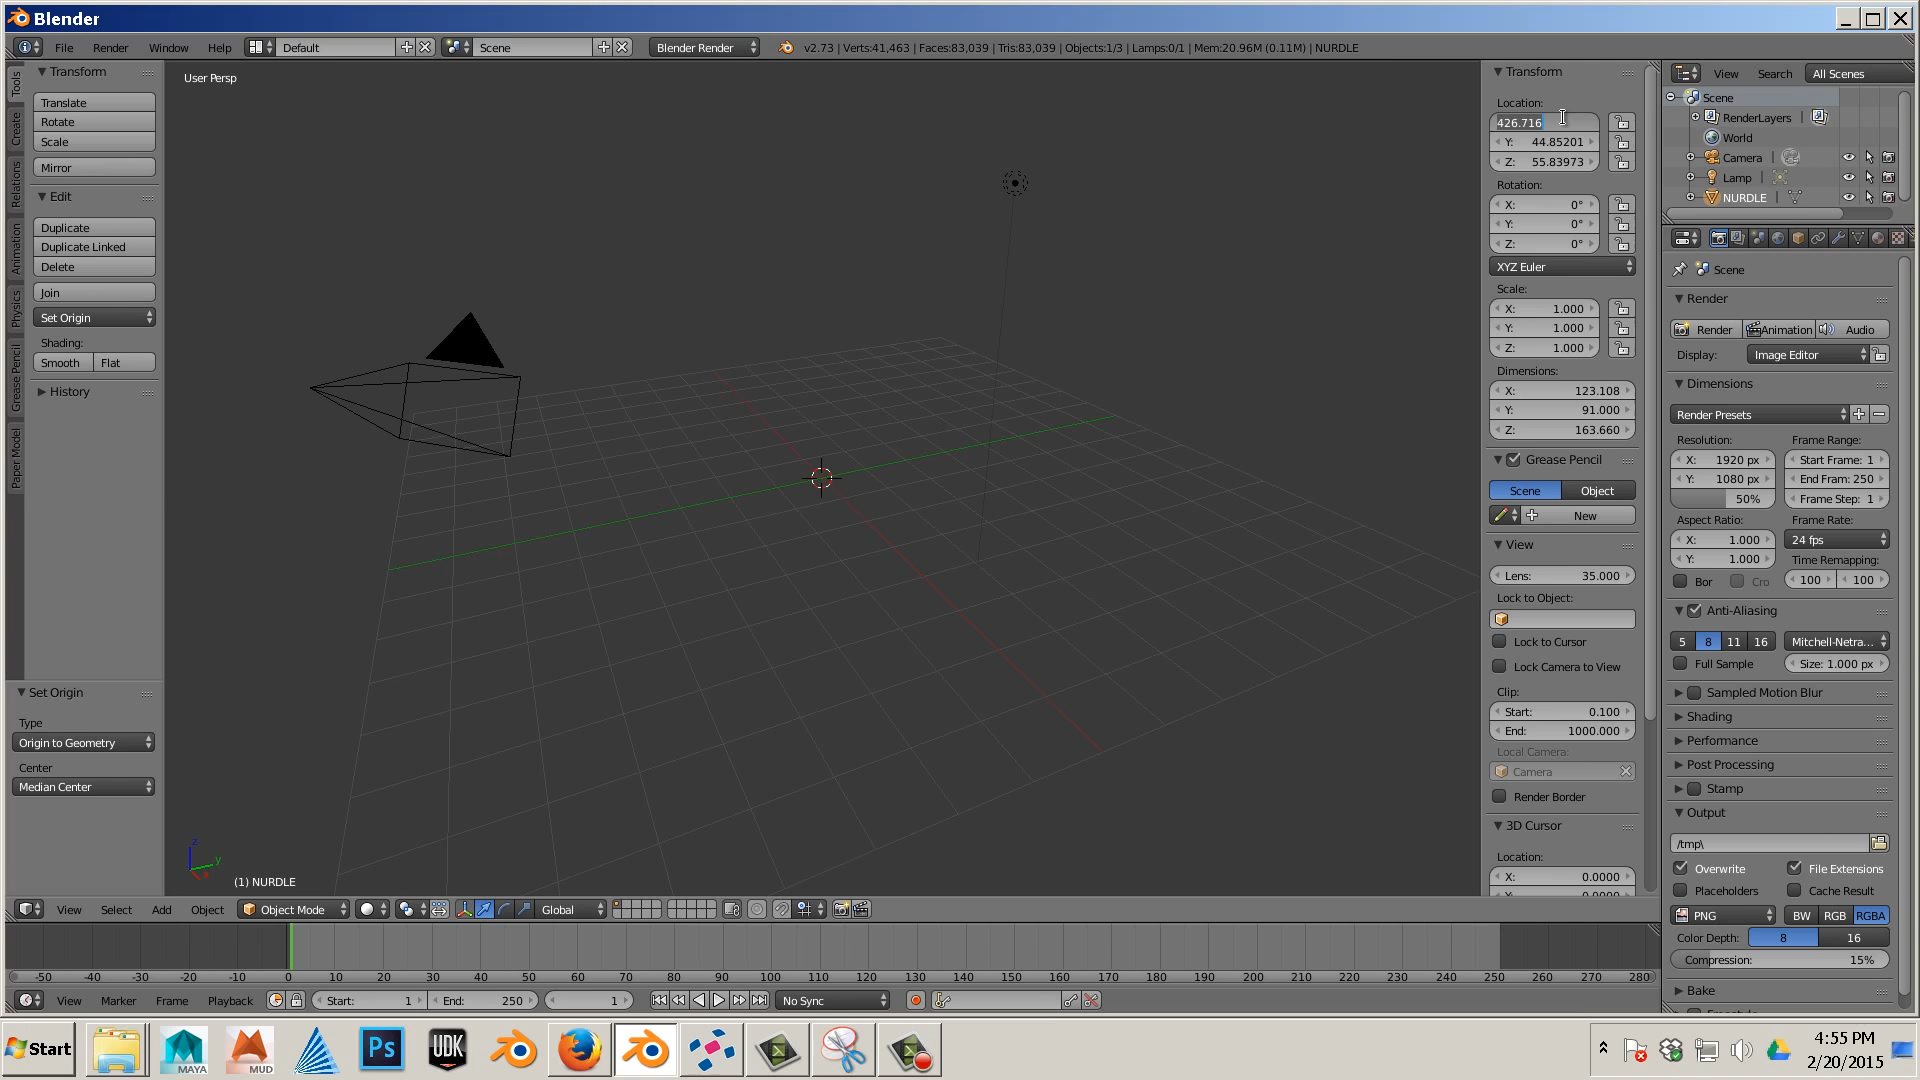 Blender
File Render Window Help Default Scene Blender Render v2.73 | Verts:41,463 | Faces:83,039 | Tris:83,039 | Objects:1/3 | Lamps:0/1 | Mem:20.96M (0.11M) | NURDLE
Tools
Create
Relations
Animation
Physics
Grease Pencil
Paper Model
Transform
Translate
Rotate
Scale
Mirror
Edit
Duplicate
Duplicate Linked
Delete
Join
Set Origin
Shading:
Smooth Flat
History
Set Origin
Type
Origin to Geometry
Center
Median Center
User Persp
z
y
x
(1) NURDLE
Transform
Location:
426.716
Y: 44.85201
Z: 55.83973
Rotation:
X: 0°
Y: 0°
Z: 0°
XYZ Euler
Scale:
X: 1.000
Y: 1.000
Z: 1.000
Dimensions:
X: 123.108
Y: 91.000
Z: 163.660
Grease Pencil
Scene Object
New
View
Lens: 35.000
Lock to Object:
Lock to Cursor
Lock Camera to View
Clip:
Start: 0.100
End: 1000.000
Local Camera:
Camera
Render Border
3D Cursor
Location:
X: 0.0000
View Search All Scenes
Scene
RenderLayers
World
Camera
Lamp
NURDLE
Scene
Render
Render Animation Audio
Display: Image Editor
Dimensions
Render Presets
Resolution: Frame Range:
X: 1920 px Start Frame: 1
Y: 1080 px End Fram: 250
50% Frame Step: 1
Aspect Ratio: Frame Rate:
X: 1.000 24 fps
Y: 1.000 Time Remapping:
Bor Cro 100 100
Anti-Aliasing
5 8 11 16 Mitchell-Netra...
Full Sample Size: 1.000 px
Sampled Motion Blur
Shading
Performance
Post Processing
Stamp
Output
/tmp\
Overwrite File Extensions
Placeholders Cache Result
PNG BW RGB RGBA
Color Depth: 8 16
Compression: 15%
Bake
View Select Add Object Object Mode Global
-50 -40 -30 -20 -10 0 10 20 30 40 50 60 70 80 90 100 110 120 130 140 150 160 170 180 190 200 210 220 230 240 250 260 270 280
View Marker Frame Playback Start: 1 End: 250 1 No Sync
Start MAYA MUD Ps UDK
4:55 PM
2/20/2015